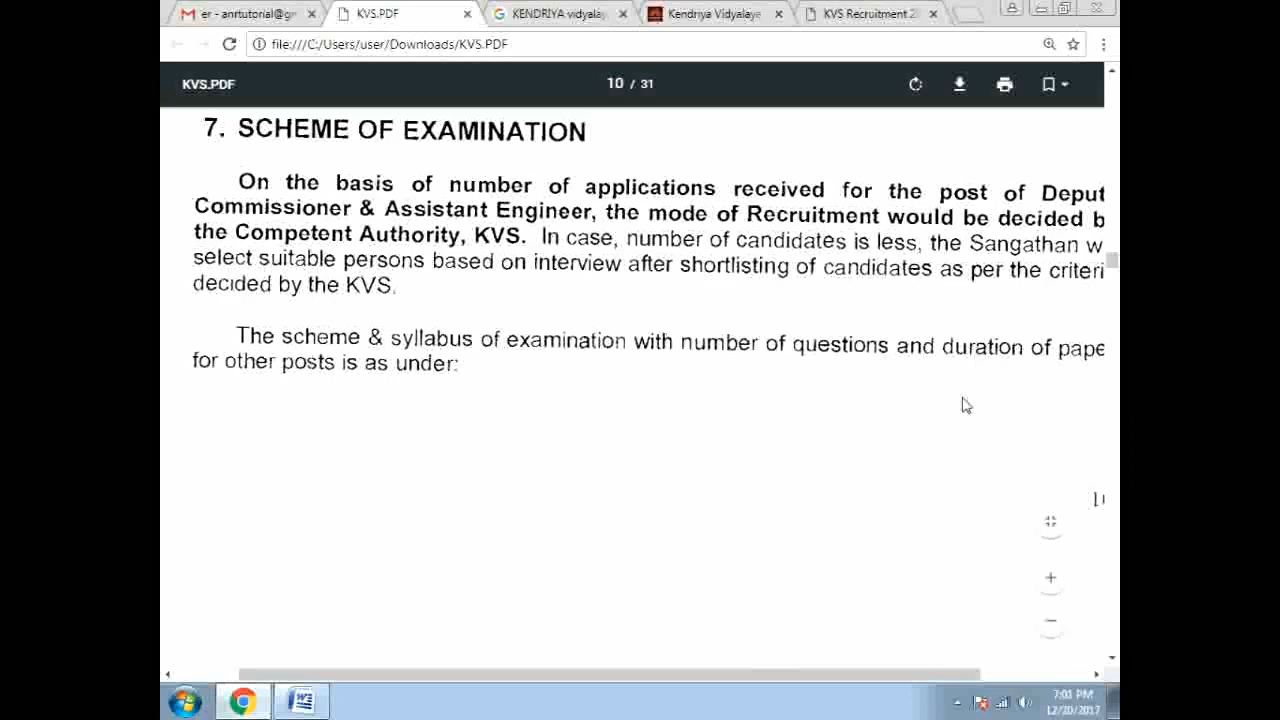 er - anrtutorial@gm
KVS.PDF
KENDRIYA vidyalay
Kendriya Vidyalaye
KVS Recruitment 2
file:///C:/Users/user/Downloads/KVS.PDF
KVS.PDF
10 / 31
7. SCHEME OF EXAMINATION
On the basis of number of applications received for the post of Deput
Commissioner & Assistant Engineer, the mode of Recruitment would be decided b
the Competent Authority, KVS. In case, number of candidates is less, the Sangathan w
select suitable persons based on interview after shortlisting of candidates as per the criteri
decided by the KVS.
The scheme & syllabus of examination with number of questions and duration of pape
for other posts is as under:
7:01 PM
12/20/2017